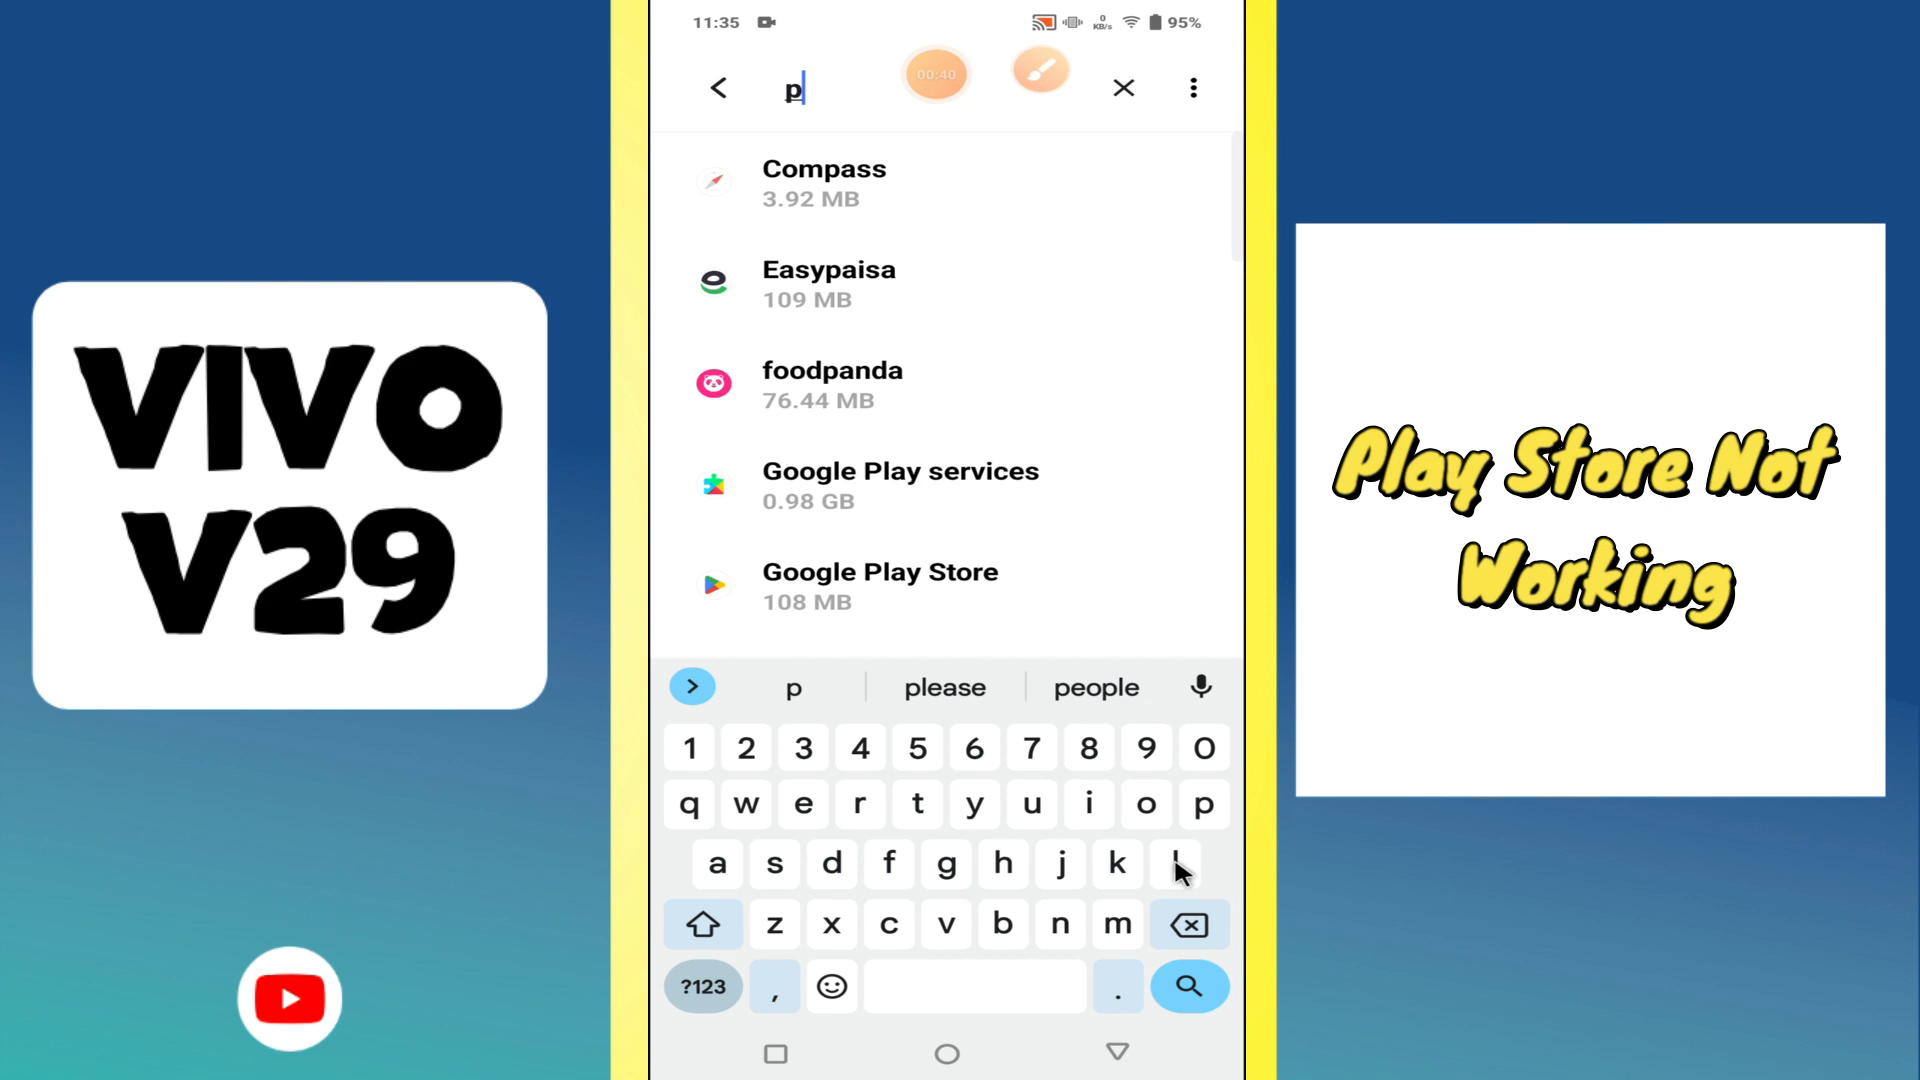 VIVO
V29
11:35
0
KB/s
95%
p
00:40
Compass
3.92 MB
Easypaisa
109 MB
foodpanda
76.44 MB
Google Play services
0.98 GB
Google Play Store
108 MB
p please people
1 2 3 4 5 6 7 8 9 0
q w e r t y u i o p
a s d f g h j k l
z x c v b n m
?123 , .
Play Store Not
Working